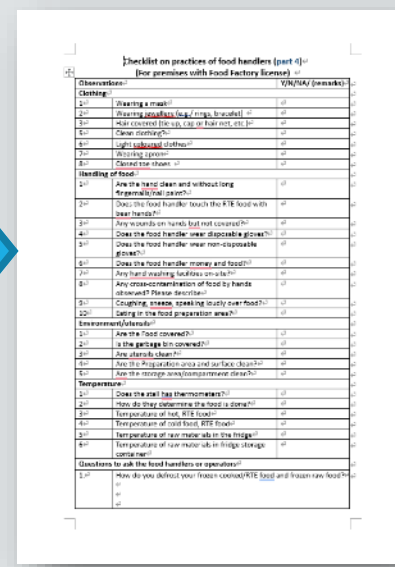 Checklist on practices of food handlers (part 4)
(For premises with Food Factory license)
Observations Y/N/NA/ (remarks)
Clothing
1 Wearing a mask
2 Wearing jewellery (e.g./ rings, bracelet)
3 Hair covered (tie up, cap or hair net, etc.)
5 Clean clothing?
6 Light coloured clothes
7 Wearing apron
8 Closed toe shoes
Handling of food
1 Are the hand clean and without long
fingernails/nail paint?
2 Does the food handler touch the RTE food with
bear hands?
3 Any wounds on hands but not covered?
4 Does the food handler wear disposable gloves?
5 Does the food handler wear non-disposable
gloves?
6 Does the food handler money and food?
7 Any hand washing facilities on-site?
8 Any cross-contamination of food by hands
observed? Please describe
9 Coughing, sneeze, speaking loudly over food?
10 Eating in the food preparation area?
Environment/utensils
1 Are the Food covered?
2 Is the garbage bin covered?
3 Are utensils clean?
4 Are the Preparation area and surface clean?
5 Are the storage area/compartment clean?
Temperature
1 Does the stall has thermometers?
2 How do they determine the food is done?
3 Temperature of hot, RTE food
4 Temperature of cold food, RTE food
5 Temperature of raw materials in the fridge
6 Temperature of raw materials in fridge storage
container
Questions to ask the food handlers or operators
1. How do you defrost your frozen cooked/RTE food and frozen raw food?